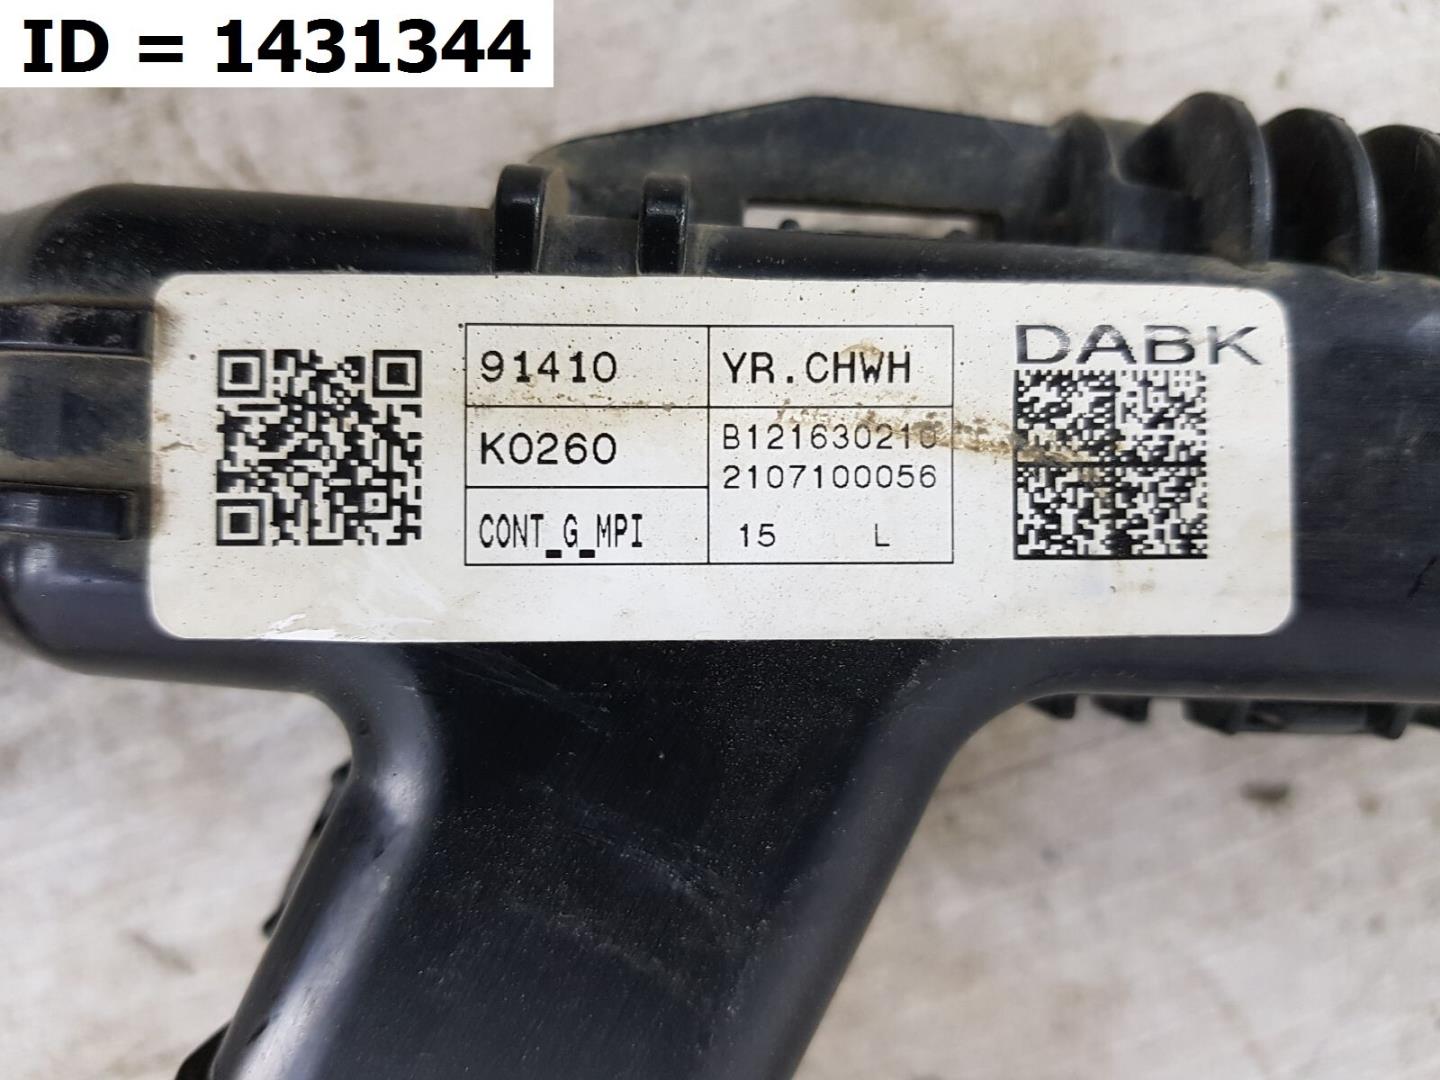 ID = 1431344
91410
YR.CHWH
DABK
K0260
B121630210
2107100056
CONT_G_MPI
15 L